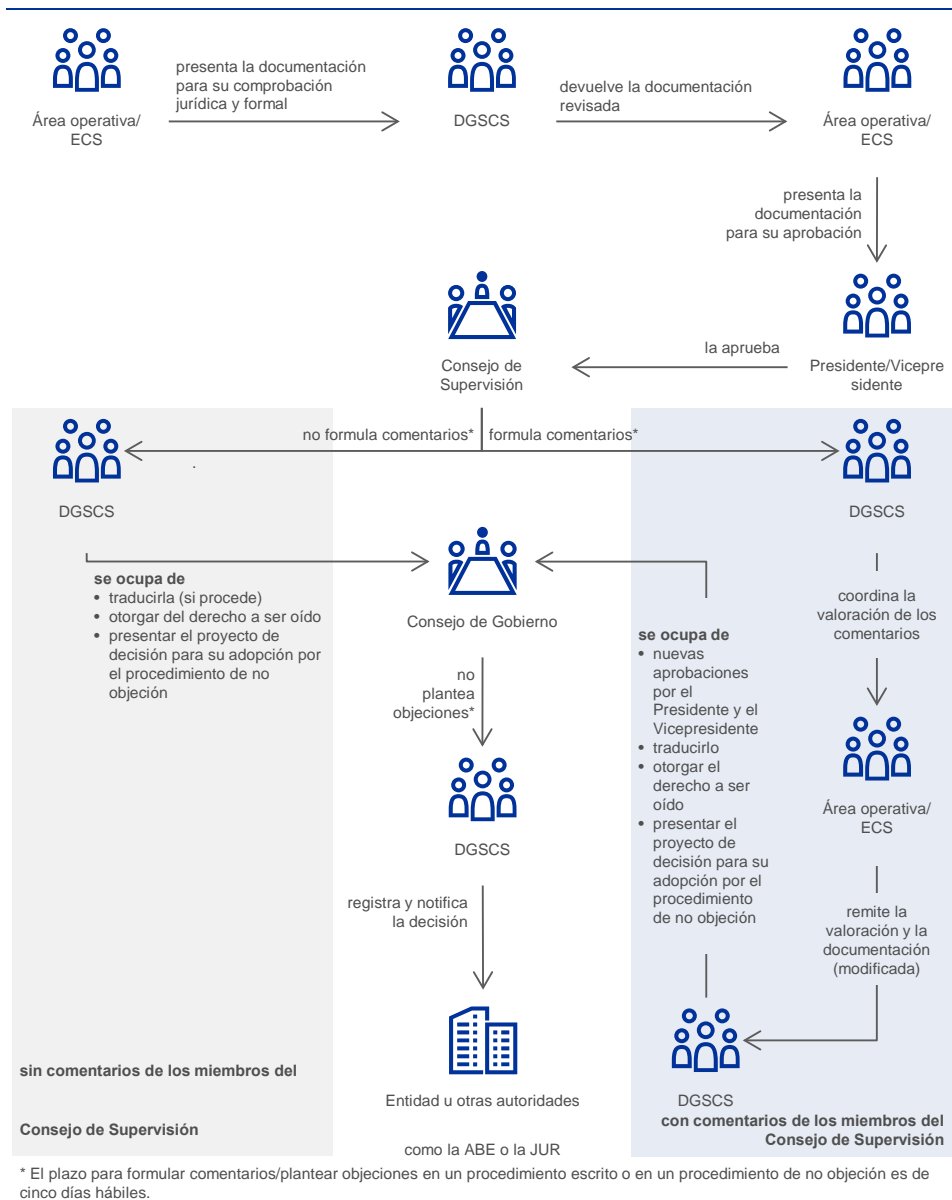 presenta la documentación
para su comprobación
jurídica y formal
devuelve la documentación
revisada
Área operativa/
ECS
DGSCS
Área operativa/
ECS
presenta la
documentación
para su aprobación
la aprueba
Consejo de
Supervisión
Presidente/Vicepre
sidente
no formula comentarios*
formula comentarios*
.
DGSCS
DGSCS
se ocupa de
• traducirla (si procede)
• otorgar del derecho a ser oído
• presentar el proyecto de
decisión para su adopción por
el procedimiento de no
objeción
Consejo de Gobierno
coordina la
valoración de los
comentarios
se ocupa de
• nuevas
aprobaciones
por el
Presidente y el
Vicepresidente
• traducirlo
• otorgar el
derecho a ser
oído
• presentar el
proyecto de
decisión para su
adopción por el
procedimiento
de no objeción
no
plantea
objeciones*
Área operativa/
ECS
DGSCS
registra y notifica
la decisión
remite la
valoración y la
documentación
(modificada)
sin comentarios de los miembros del
Consejo de Supervisión
Entidad u otras autoridades
como la ABE o la JUR
DGSCS
con comentarios de los miembros del
Consejo de Supervisión
* El plazo para formular comentarios/plantear objeciones en un procedimiento escrito o en un procedimiento de no objeción es de
cinco días hábiles.